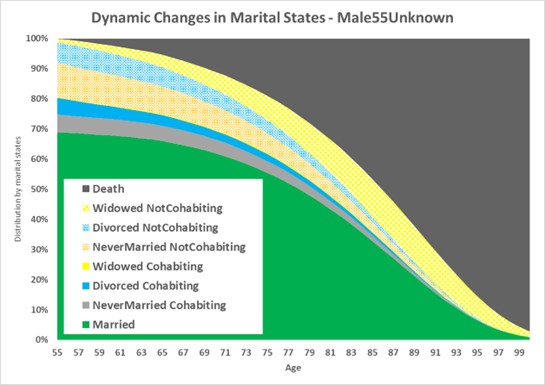 Dynamic Changes in Marital States - Male55Unknown
100%
90%
80%
70%
60%
50%
40%
30%
20%
10%
0%
Distribution by marital states
Death
Widowed NotCohabiting
Divorced NotCohabiting
NeverMarried NotCohabiting
Widowed Cohabiting
Divorced Cohabiting
NeverMarried Cohabiting
Married
55 57 59 61 63 65 67 69 71 73 75 77 79 81 83 85 87 89 91 93 95 97 99
Age